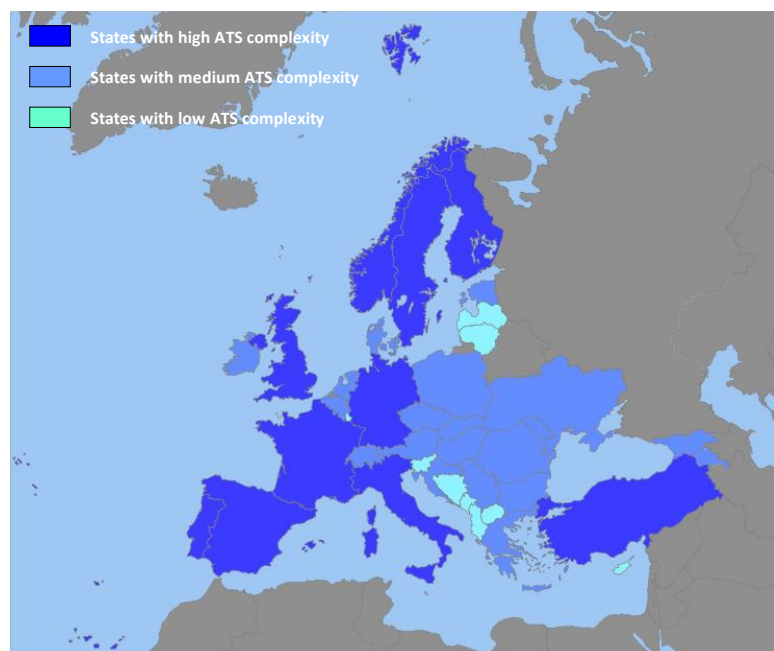 States with high ATS complexity
States with medium ATS complexity
States with low ATS complexity